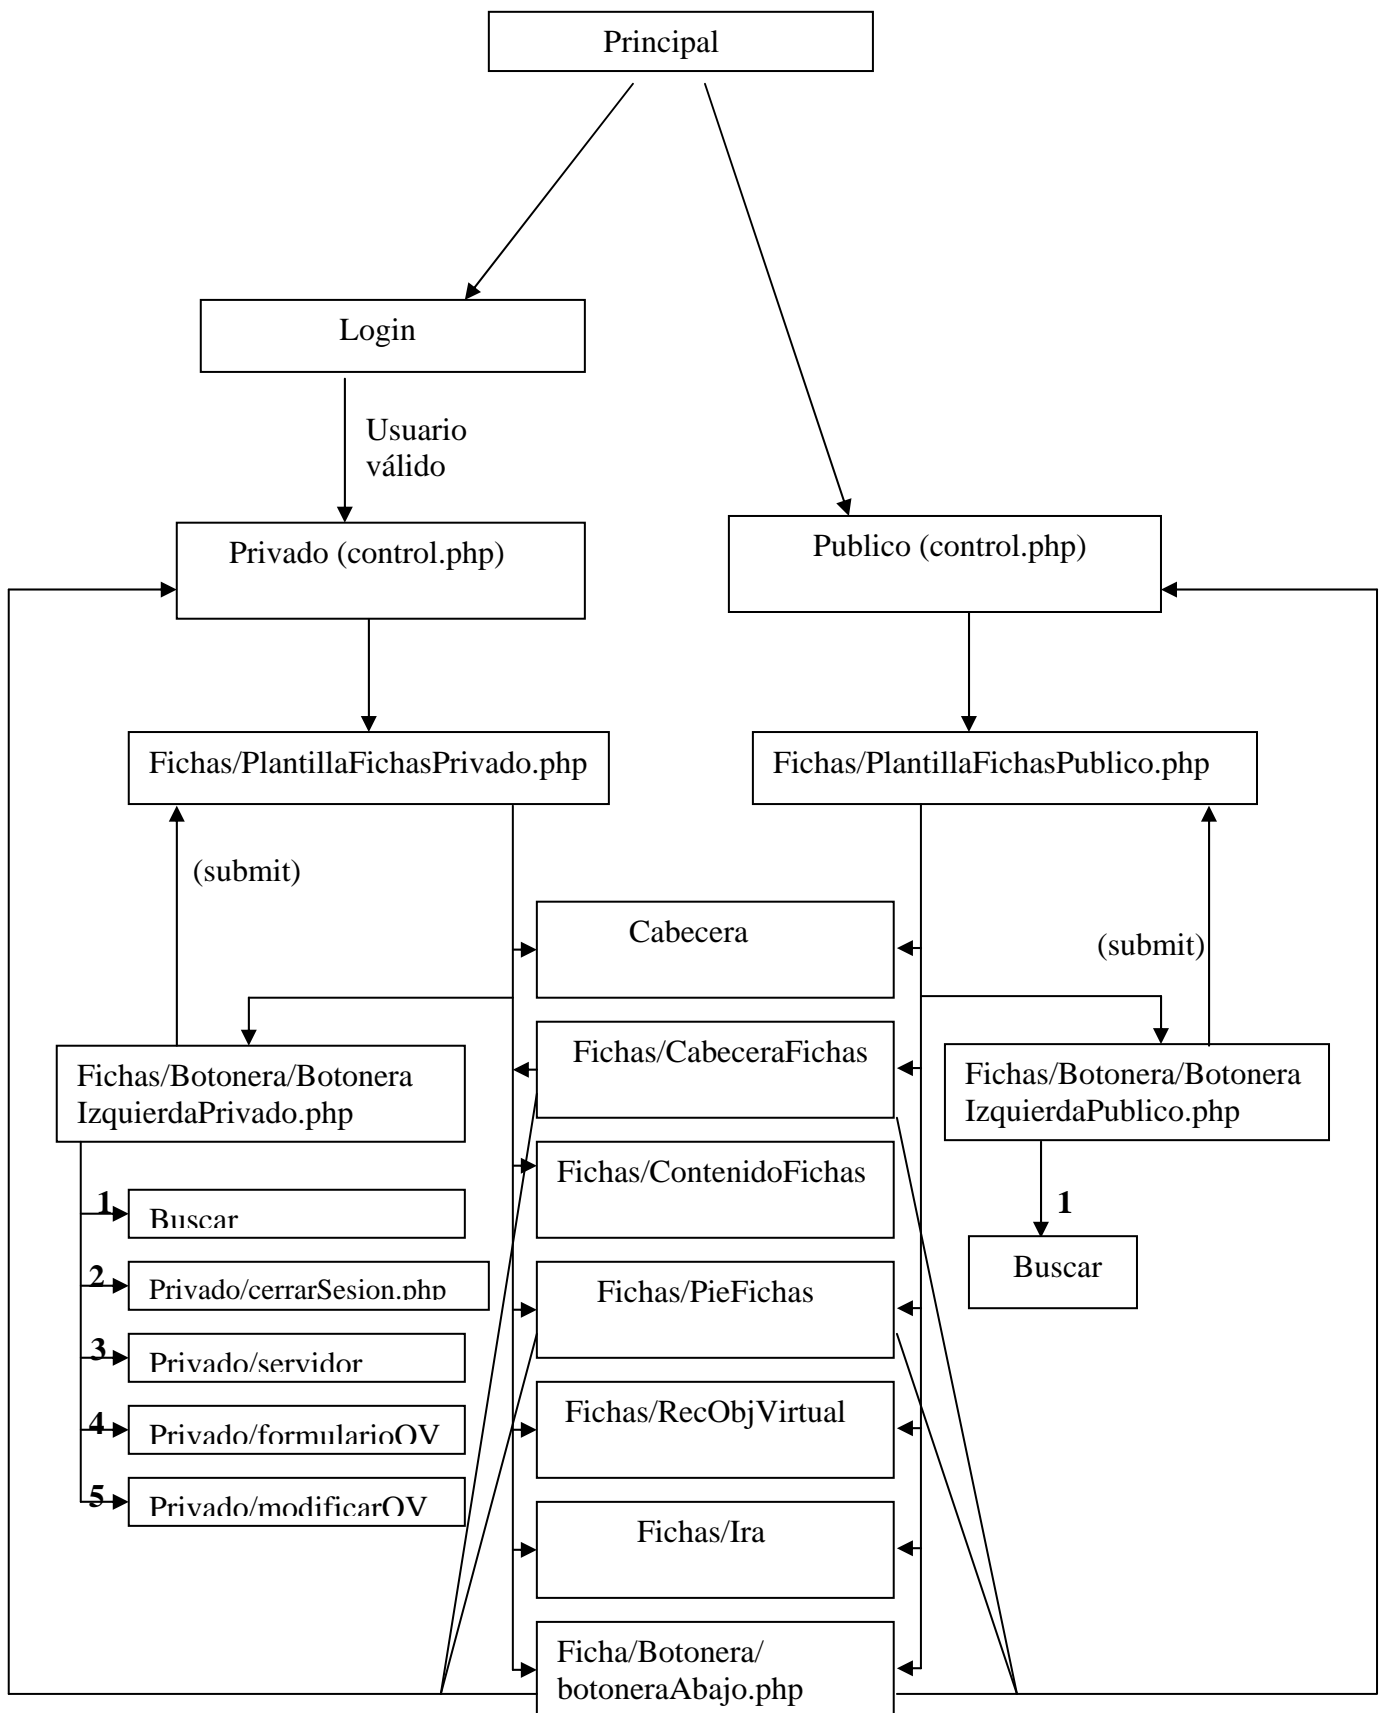 Principal
Login
Usuario
válido
Privado (control.php)
Publico (control.php)
Fichas/PlantillaFichasPrivado.php
Fichas/PlantillaFichasPublico.php
(submit)
Cabecera
(submit)
Fichas/CabeceraFichas
Fichas/Botonera/Botonera
IzquierdaPrivado.php
Fichas/Botonera/Botonera
IzquierdaPublico.php
Fichas/ContenidoFichas
1
Buscar
1
Buscar
2
Privado/cerrarSesion.php
Fichas/PieFichas
3
Privado/servidor
Fichas/RecObjVirtual
4
Privado/formularioOV
5
Privado/modificarOV
Fichas/Ira
Ficha/Botonera/
botoneraAbajo.php